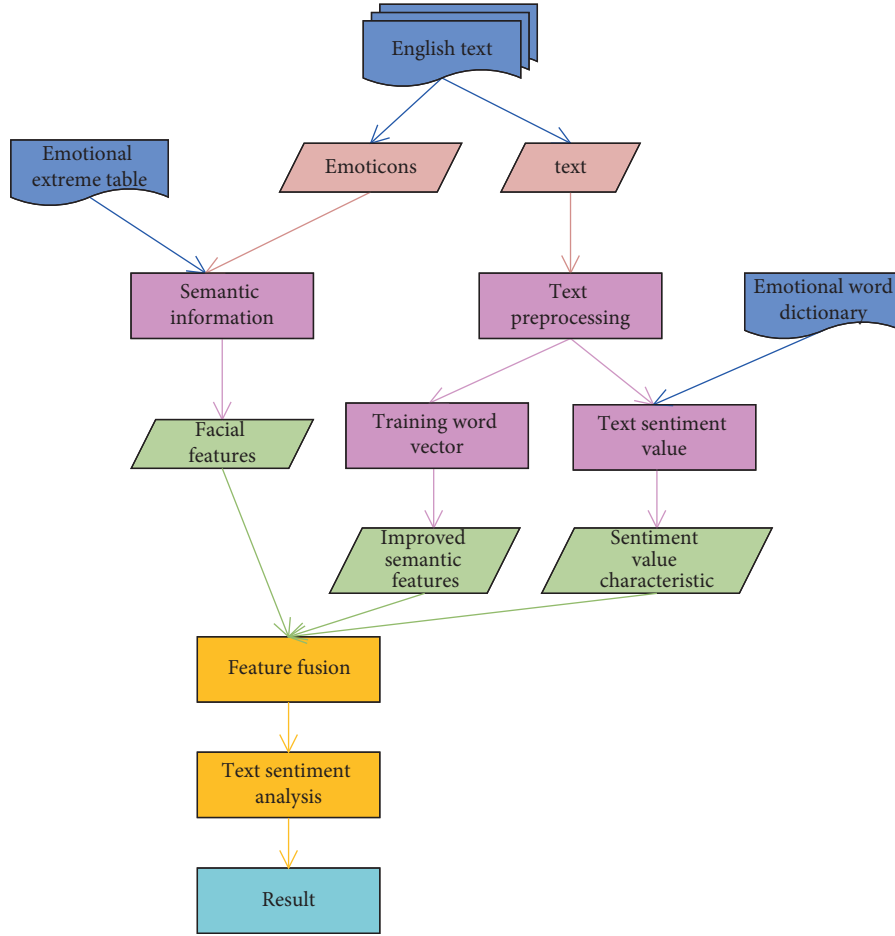 English text
Emotional
extreme table
Emoticons
text
Semantic
information
Text
preprocessing
Emotional word
dictionary
Facial
features
Training word
vector
Text sentiment
value
Improved
semantic
features
Sentiment
value
characteristic
Feature fusion
Text sentiment
analysis
Result